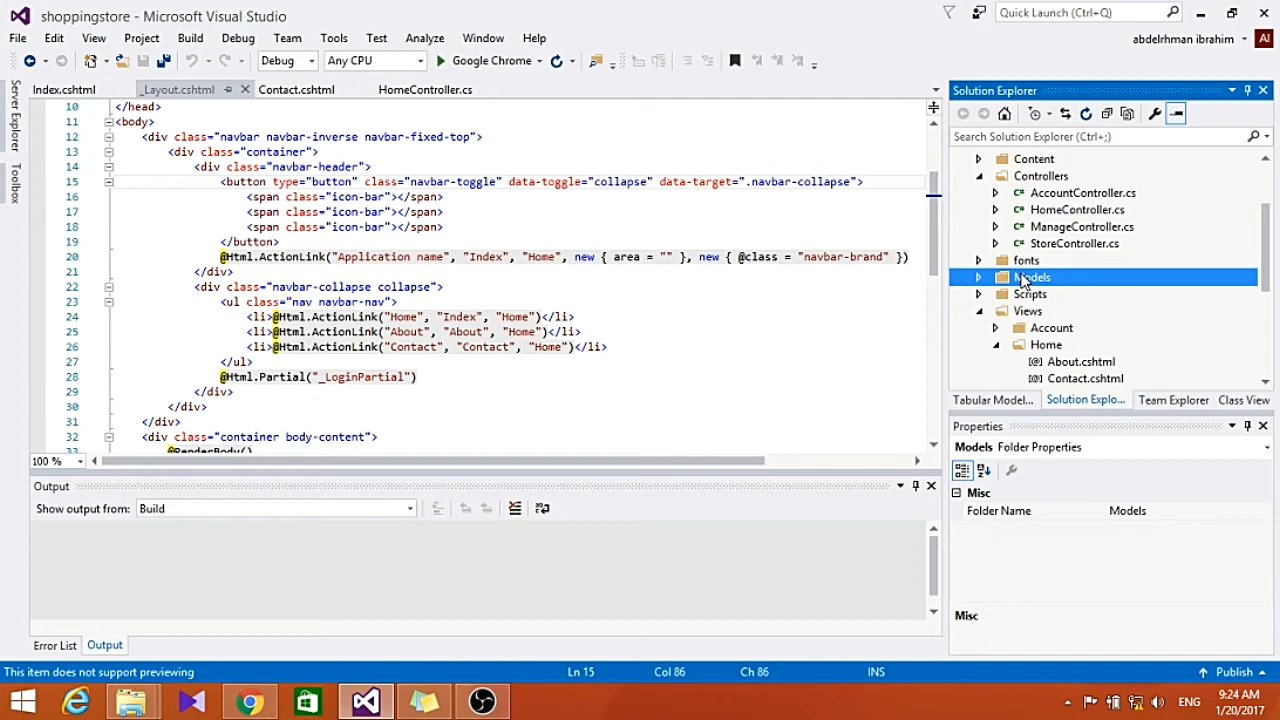 shoppingstore - Microsoft Visual Studio
Quick Launch (Ctrl+Q)
File Edit View Project Build Debug Team Tools Test Analyze Window Help
abdelrhman ibrahim AI
Debug Any CPU Google Chrome
Server Explorer
Toolbox
Index.cshtml _Layout.cshtml Contact.cshtml HomeController.cs
10 </head>
11 <body>
12 <div class="navbar navbar-inverse navbar-fixed-top">
13 <div class="container">
14 <div class="navbar-header">
15 <button type="button" class="navbar-toggle" data-toggle="collapse" data-target=".navbar-collapse">
16 <span class="icon-bar"></span>
17 <span class="icon-bar"></span>
18 <span class="icon-bar"></span>
19 </button>
20 @Html.ActionLink("Application name", "Index", "Home", new { area = "" }, new { @class = "navbar-brand" })
21 </div>
22 <div class="navbar-collapse collapse">
23 <ul class="nav navbar-nav">
24 <li>@Html.ActionLink("Home", "Index", "Home")</li>
25 <li>@Html.ActionLink("About", "About", "Home")</li>
26 <li>@Html.ActionLink("Contact", "Contact", "Home")</li>
27 </ul>
28 @Html.Partial("_LoginPartial")
29 </div>
30 </div>
31 </div>
32 <div class="container body-content">
33 @RenderBody()
100 %
Output
Show output from: Build
Error List Output
Solution Explorer
Search Solution Explorer (Ctrl+;)
Content
Controllers
C# AccountController.cs
C# HomeController.cs
C# ManageController.cs
C# StoreController.cs
fonts
Models
Scripts
Views
Account
Home
[@] About.cshtml
[@] Contact.cshtml
Tabular Model... Solution Explo... Team Explorer Class View
Properties
Models Folder Properties
Misc
Folder Name Models
Misc
This item does not support previewing Ln 15 Col 86 Ch 86 INS Publish
ENG
9:24 AM
1/20/2017